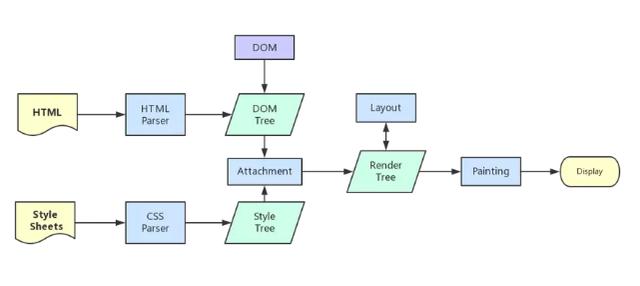 DOM
HTML
HTML
Parser
DOM
Tree
Layout
Attachment
Render
Tree
Painting
Display
Style
Sheets
CSS
Parser
Style
Tree